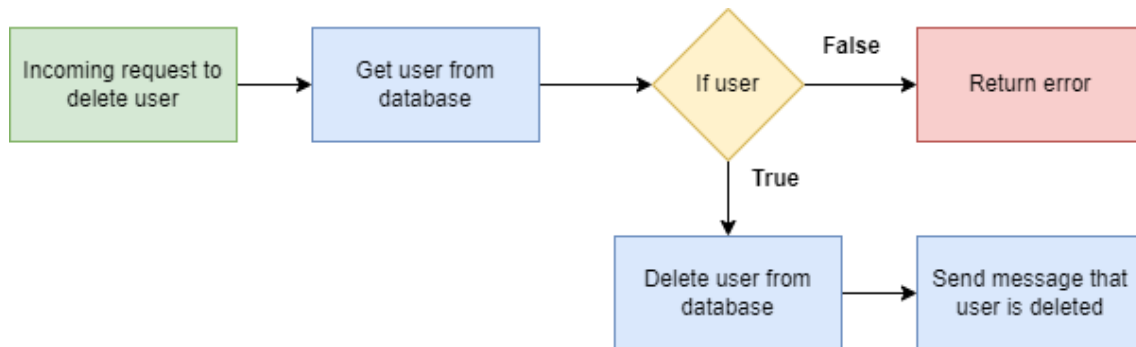 Incoming request to
delete user
Get user from
database
If user
False
Return error
True
Delete user from
database
Send message that
user is deleted